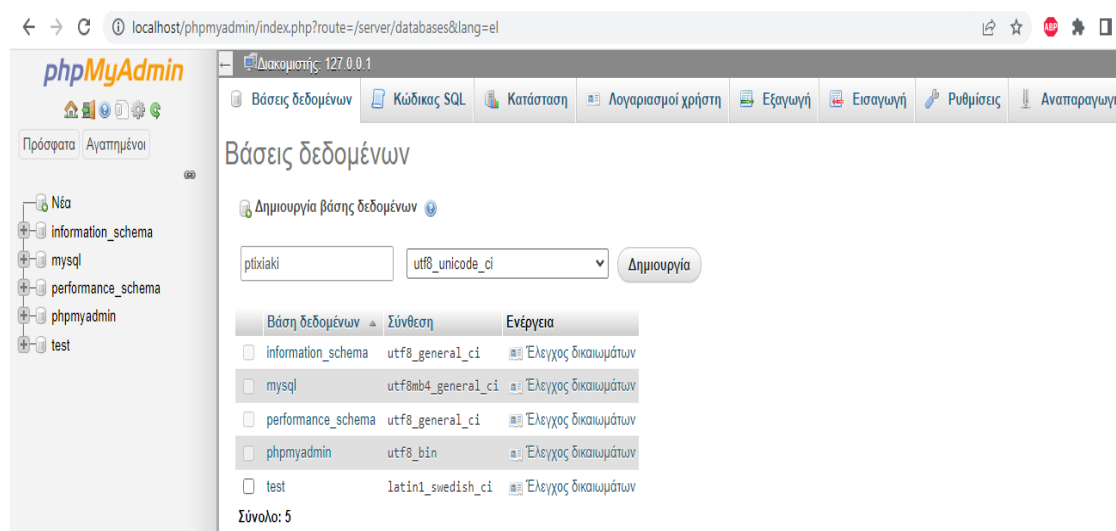 localhost/phpmyadmin/index.php?route=/server/databases&lang=el
ABP
phpMyAdmin
Πρόσφατα Αγαπημένοι
Νέα
information_schema
mysql
performance_schema
phpmyadmin
test
Διακομιστής: 127.0.0.1
Βάσεις δεδομένων Κώδικας SQL Κατάσταση Λογαριασμοί χρήστη Εξαγωγή Εισαγωγή Ρυθμίσεις
Βάσεις δεδομένων
Δημιουργία βάσης δεδομένων
ptixiaki utf8_unicode_ci Δημιουργία
Βάση δεδομένων Σύνθεση Ενέργεια
information_schema utf8_general_ci Έλεγχος δικαιωμάτων
mysql utf8mb4_general_ci Έλεγχος δικαιωμάτων
performance_schema utf8_general_ci Έλεγχος δικαιωμάτων
phpmyadmin utf8_bin Έλεγχος δικαιωμάτων
test latin1_swedish_ci Έλεγχος δικαιωμάτων
Σύνολο: 5